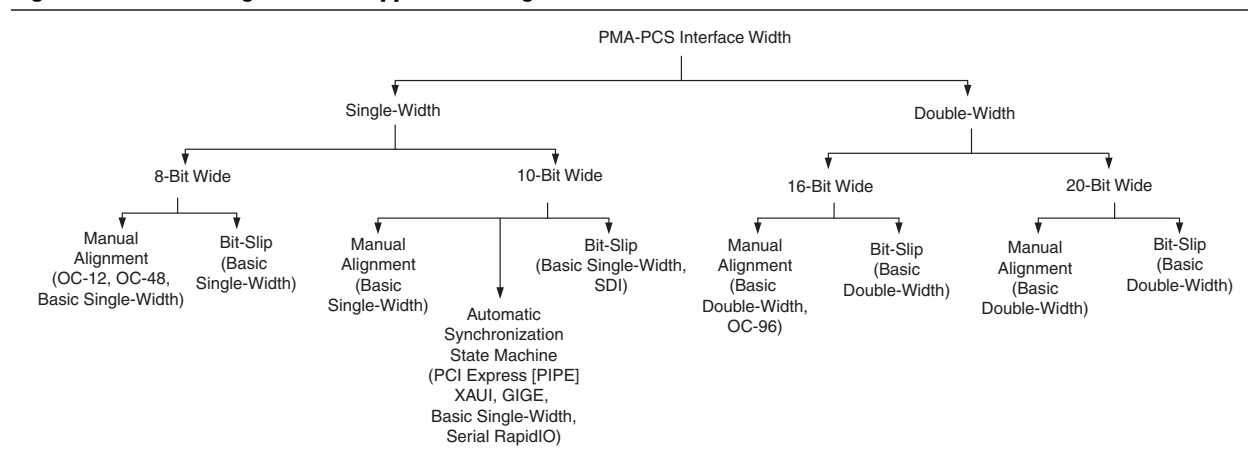 PMA-PCS Interface Width
Single-Width
Double-Width
8-Bit Wide
10-Bit Wide
16-Bit Wide
20-Bit Wide
Manual
Alignment
(OC-12, OC-48,
Basic Single-Width)
Bit-Slip
(Basic
Single-Width)
Manual
Alignment
(Basic
Single-Width)
Automatic
Synchronization
State Machine
(PCI Express [PIPE]
XAUI, GIGE,
Basic Single-Width,
Serial RapidIO)
Bit-Slip
(Basic Single-Width,
SDI)
Manual
Alignment
(Basic
Double-Width,
OC-96)
Bit-Slip
(Basic
Double-Width)
Manual
Alignment
(Basic
Double-Width)
Bit-Slip
(Basic
Double-Width)